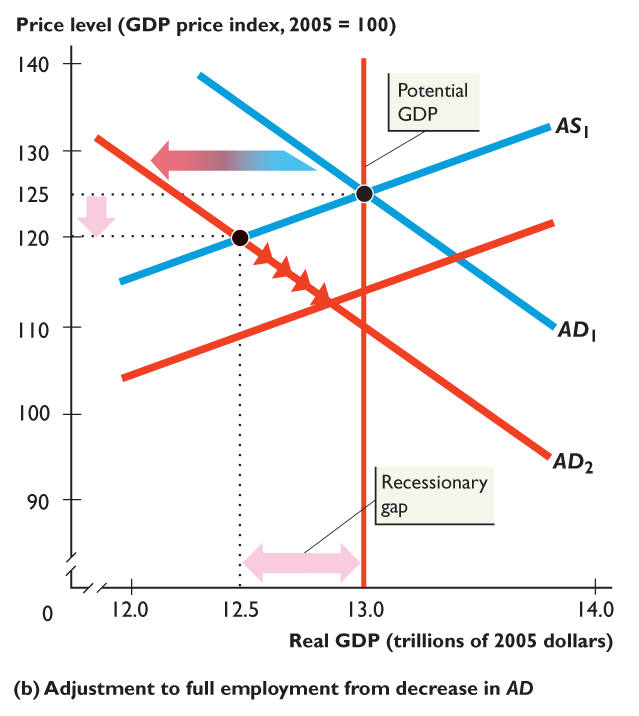 Price level (GDP price index, 2005 = 100)
140
Potential
GDP
AS1
130
125
120
110
AD1
100
AD2
Recessionary
gap
90
0
12.0
12.5
13.0
14.0
Real GDP (trillions of 2005 dollars)
(b) Adjustment to full employment from decrease in AD